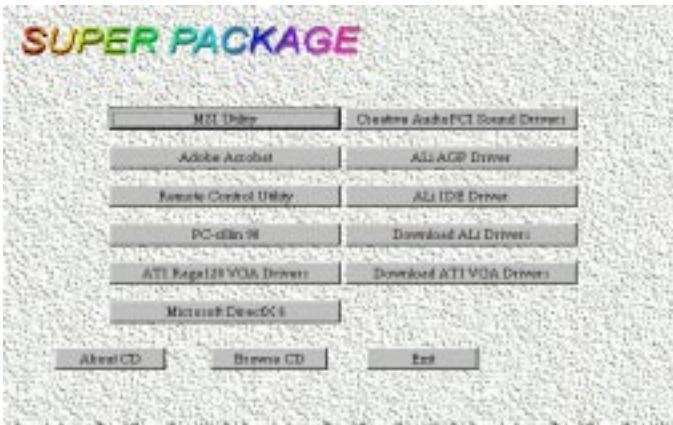 SUPER PACKAGE
MSI Utility
Creative AudioPCI Sound Drivers
Adobe Acrobat
ALi AGP Driver
Remote Control Utility
ALi IDE Driver
PC-cillin 98
Download ALi Drivers
ATI Rage128 VGA Drivers
Download ATI VGA Drivers
Microsoft DirectX 6
About CD
Browse CD
Exit